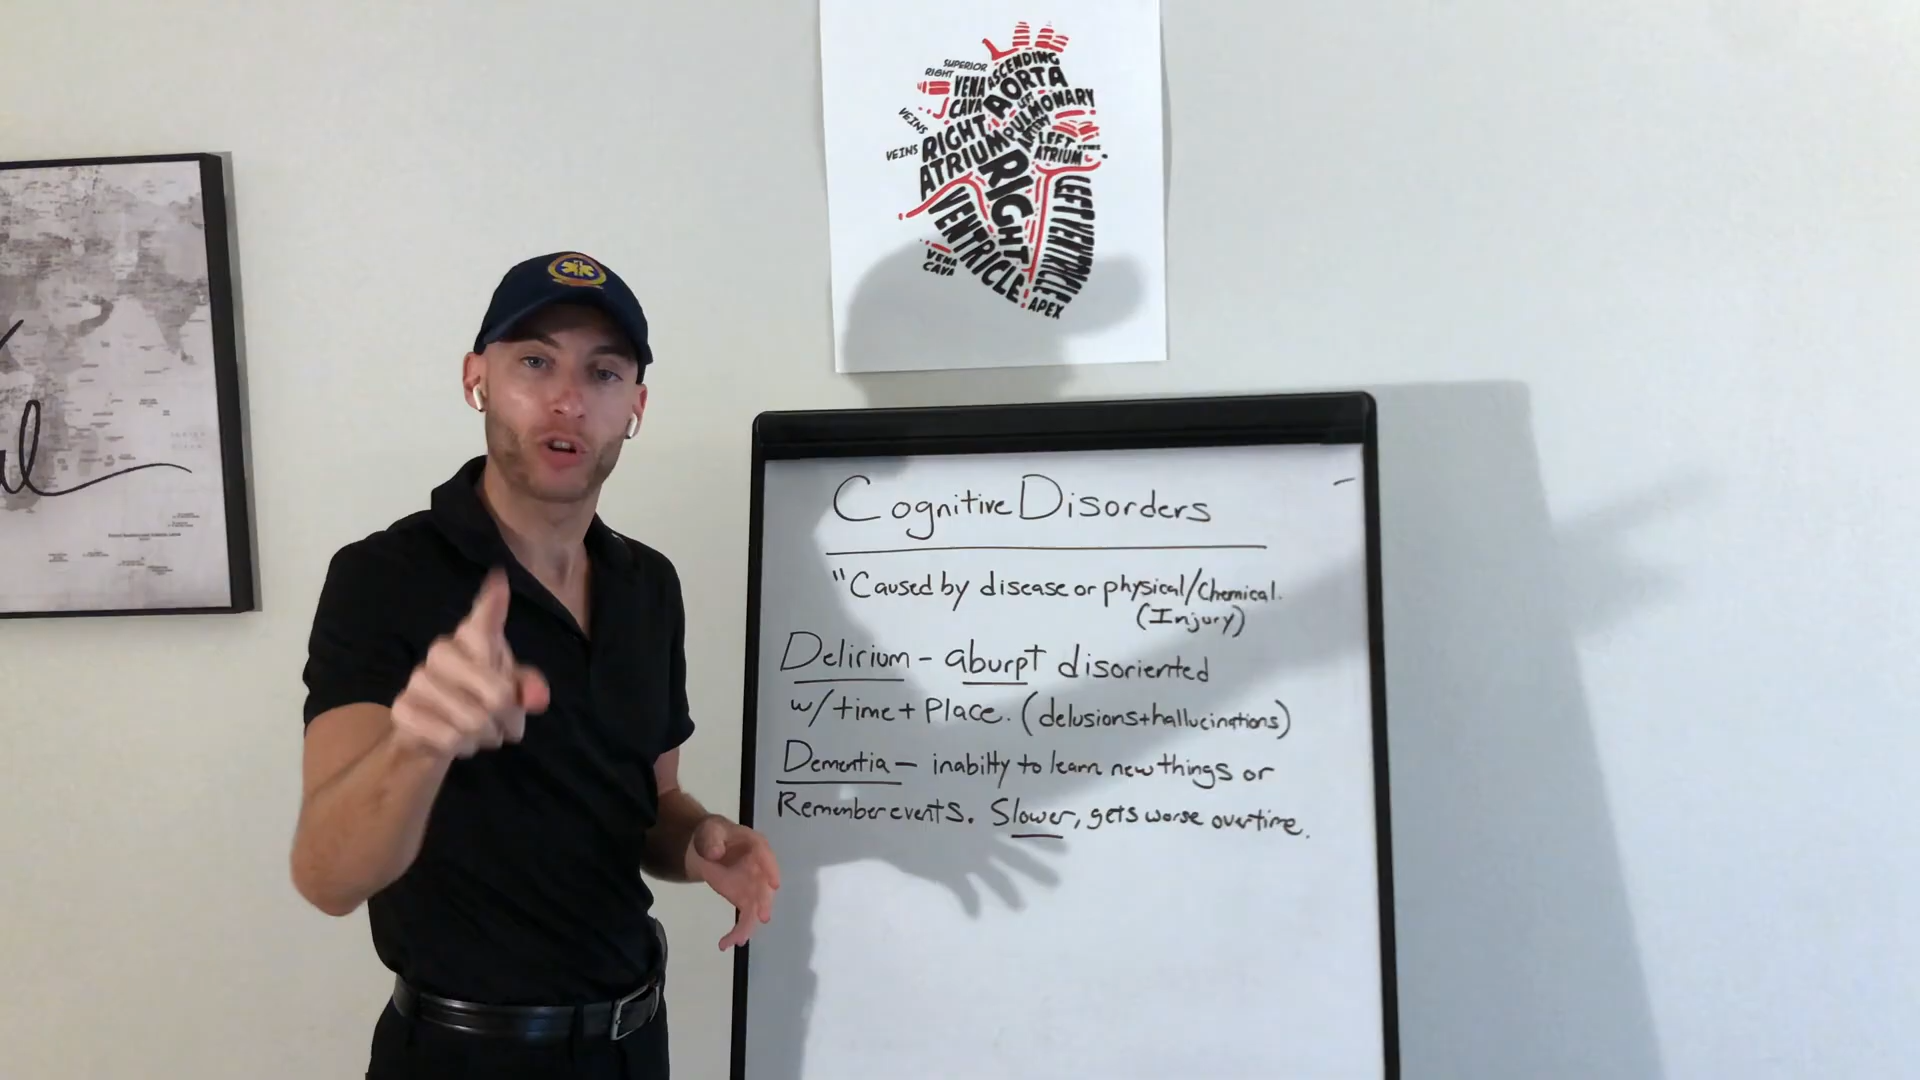 SUPERIOR
RIGHT
VENA
CAVA
ASCENDING
AORTA
LEFT
PULMONARY
ARTERY
VEINS
VEINS
RIGHT
ATRIUM
LEFT
ATRIUM
RIGHT
VENTRICLE
LEFT VENTRICLE
VENA
CAVA
APEX
Cognitive Disorders
"Caused by disease or physical/Chemical.
(Injury)
Delirium - aburpt disoriented
w/ time + Place. (delusions+hallucinations)
Dementia - inabilty to learn new things or
Remember events. Slower, gets worse overtime.